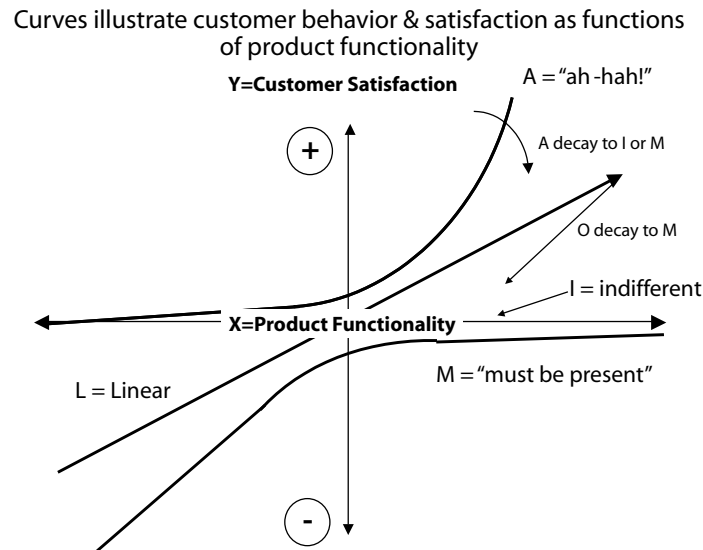 Curves illustrate customer behavior & satisfaction as functions
of product functionality
Y=Customer Satisfaction
A = “ah -hah!”
+
A decay to I or M
O decay to M
I = indifferent
X=Product Functionality
M = “must be present”
L = Linear
-